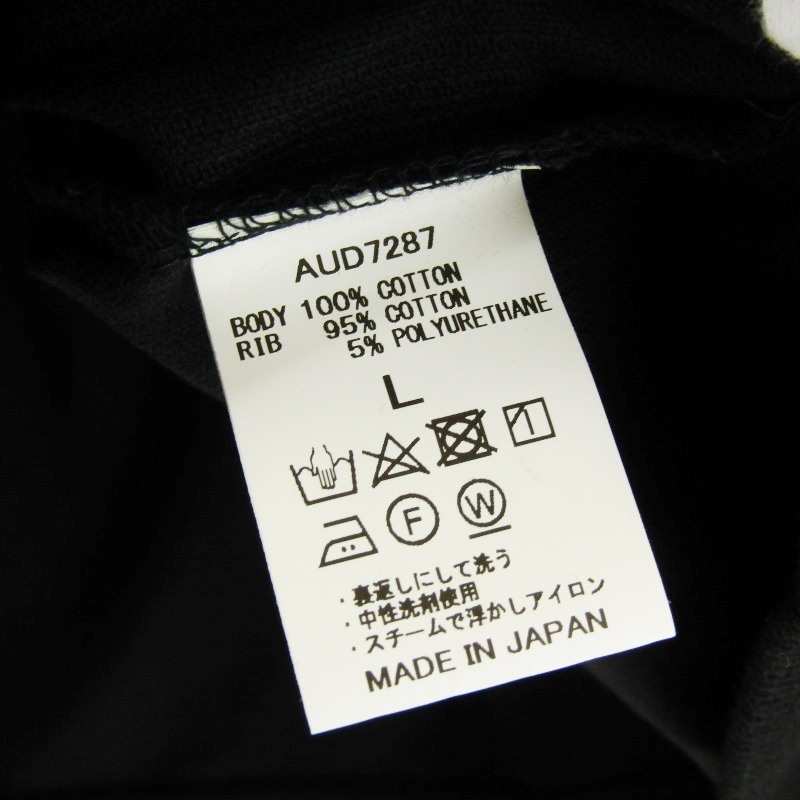 AUD7287
BODY 100% COTTON
RIB 95% COTTON
5% POLYURETHANE
L
1
F W
・裏返しにして洗う
・中性洗剤使用
・スチームで浮かしアイロン
MADE IN JAPAN